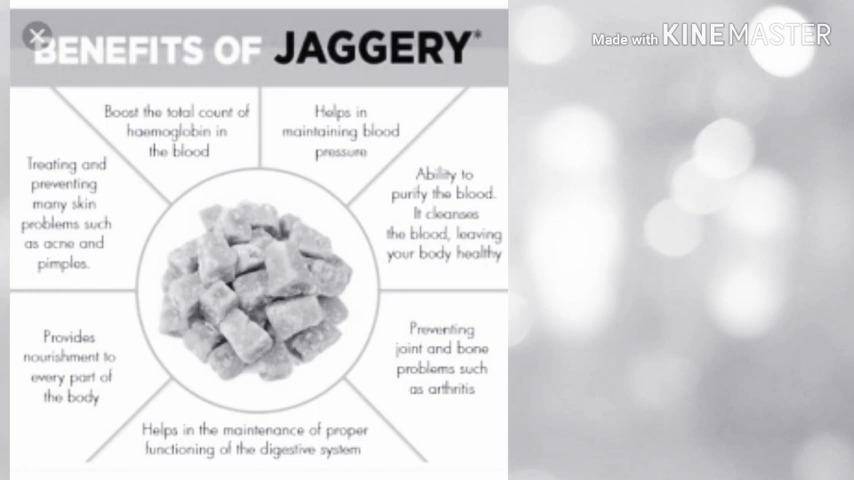 BENEFITS OF JAGGERY*
Made with KINEMASTER
Boost the total count of
haemoglobin in
the blood
Helps in
maintaining blood
pressure
Treating and
preventing
many skin
problems such
as acne and
pimples.
Ability to
purify the blood.
It cleanses
the blood, leaving
your body healthy
Provides
nourishment to
every part of
the body
Preventing
joint and bone
problems such
as arthritis
Helps in the maintenance of proper
functioning of the digestive system